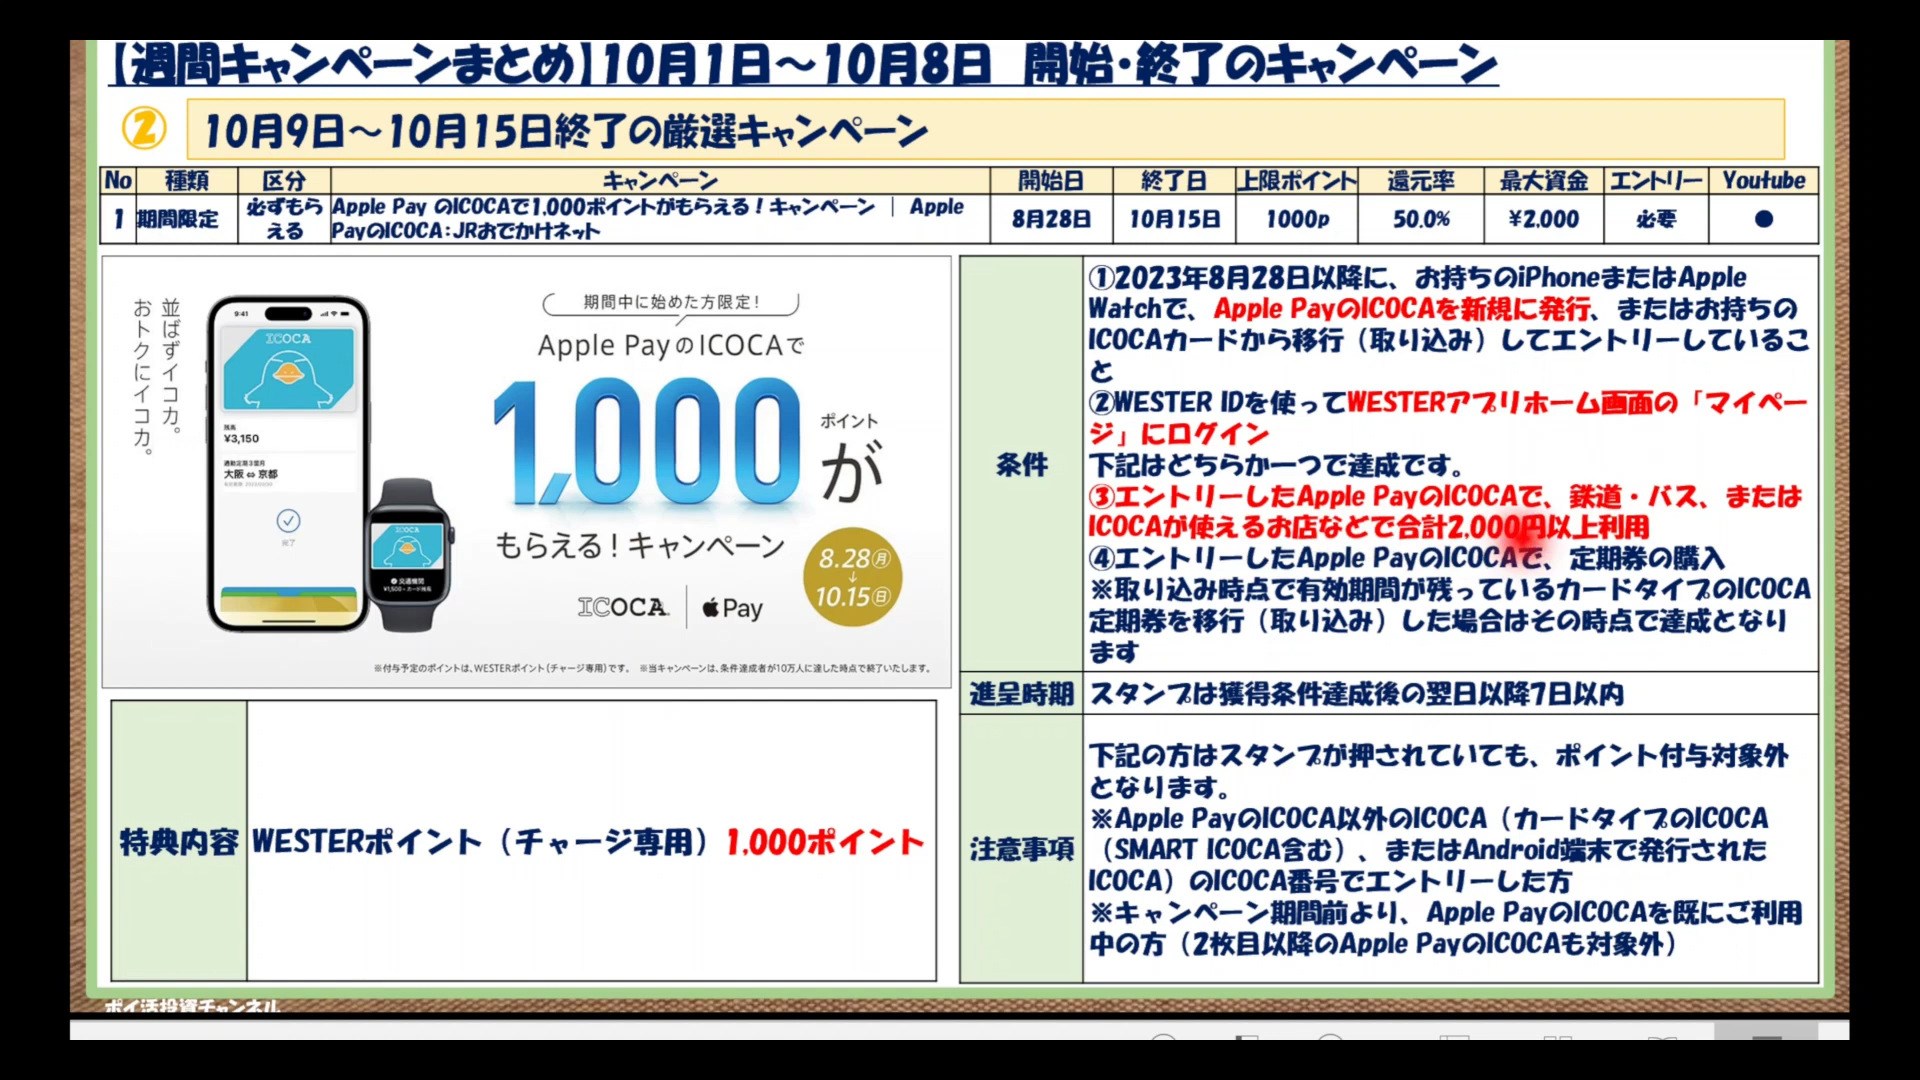 【週間キャンペーンまとめ】10月1日～10月8日　開始・終了のキャンペーン
② 10月9日～10月15日終了の厳選キャンペーン
No 種類 区分 キャンペーン 開始日 終了日 上限ポイント 還元率 最大資金 エントリー Youtube
1 期間限定 必ずもらえる Apple Pay のICOCAで1,000ポイントがもらえる！キャンペーン ｜ Apple PayのICOCA：JRおでかけネット 8月28日 10月15日 1000p 50.0% ¥2,000 必要 ●
並ばずイコカ。
おトクにイコカ。
9:41
ICOCA
残高
¥3,150
通勤定期3箇月
大阪 ⇔ 京都
完了
ICOCA
交通機関
期間中に始めた方限定！
Apple PayのICOCAで
1,000
ポイント
が
もらえる！キャンペーン
8.28㊊
↓
10.15㊐
ICOCA
Pay
※付与予定のポイントは、WESTERポイント（チャージ専用）です。 ※当キャンペーンは、条件達成者が10万人に達した時点で終了いたします。
特典内容
WESTERポイント（チャージ専用）1,000ポイント
条件
①2023年8月28日以降に、お持ちのiPhoneまたはApple
Watchで、Apple PayのICOCAを新規に発行、またはお持ちの
ICOCAカードから移行（取り込み）してエントリーしているこ
と
②WESTER IDを使ってWESTERアプリホーム画面の「マイペー
ジ」にログイン
下記はどちらか一つで達成です。
③エントリーしたApple PayのICOCAで、鉄道・バス、または
ICOCAが使えるお店などで合計2,000円以上利用
④エントリーしたApple PayのICOCAで、定期券の購入
※取り込み時点で有効期間が残っているカードタイプのICOCA
定期券を移行（取り込み）した場合はその時点で達成となり
ます
進呈時期
スタンプは獲得条件達成後の翌日以降7日以内
注意事項
下記の方はスタンプが押されていても、ポイント付与対象外
となります。
※Apple PayのICOCA以外のICOCA（カードタイプのICOCA
（SMART ICOCA含む）、またはAndroid端末で発行された
ICOCA）のICOCA番号でエントリーした方
※キャンペーン期間前より、Apple PayのICOCAを既にご利用
中の方（2枚目以降のApple PayのICOCAも対象外）
ポイ活投資チャンネル